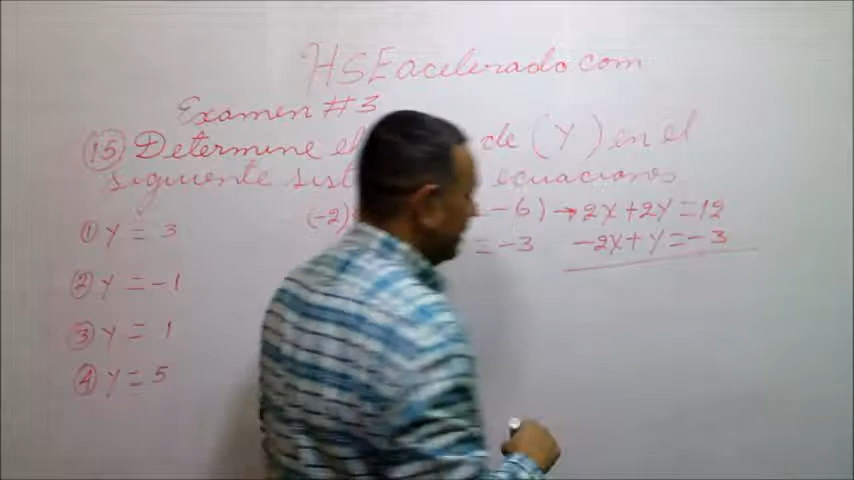 HSEacelerado com
Examen #3
15 Determine el de (Y) en el
siguiente sist ecuaciones
(-2) -6) → 2X+2Y=12
= -3 -2X+Y=-3
1 Y = 3
2 Y = -1
3 Y = 1
4 Y = 5